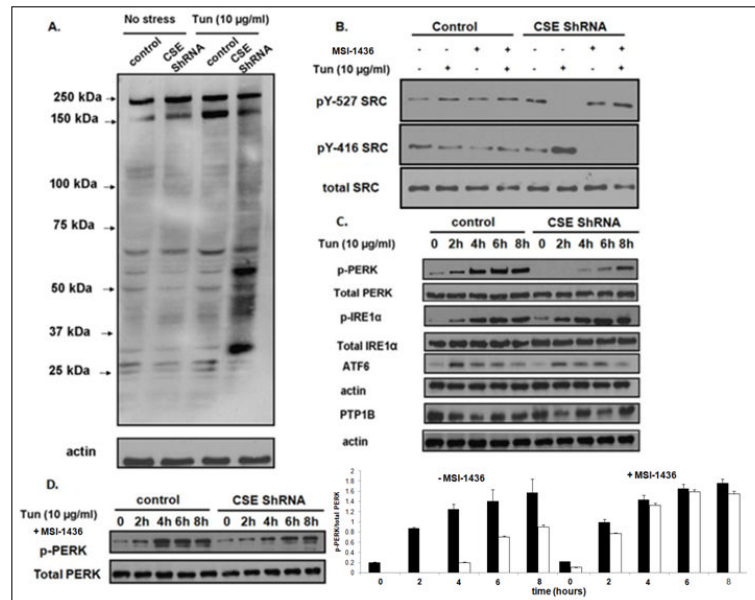 A.
No stress Tun (10 µg/ml)
control
CSE
ShRNA
control
CSE
ShRNA
250 kDa
150 kDa
100 kDa
75 kDa
50 kDa
37 kDa
25 kDa
actin
B.
Control CSE ShRNA
MSI-1436 - - + + - - + +
Tun (10 µg/ml) - + - + - + - +
pY-527 SRC
pY-416 SRC
total SRC
C.
control CSE ShRNA
Tun (10 µg/ml) 0 2h 4h 6h 8h 0 2h 4h 6h 8h
p-PERK
Total PERK
p-IRE1α
Total IRE1α
ATF6
actin
PTP1B
actin
D.
control CSE ShRNA
Tun (10 µg/ml) 0 2h 4h 6h 8h 0 2h 4h 6h 8h
+ MSI-1436
p-PERK
Total PERK
- MSI-1436 + MSI-1436
p-PERK/total PERK
2
1.8
1.6
1.4
1.2
1
0.8
0.6
0.4
0.2
0
0 2 4 6 8 0 2 4 6 8
time (hours)